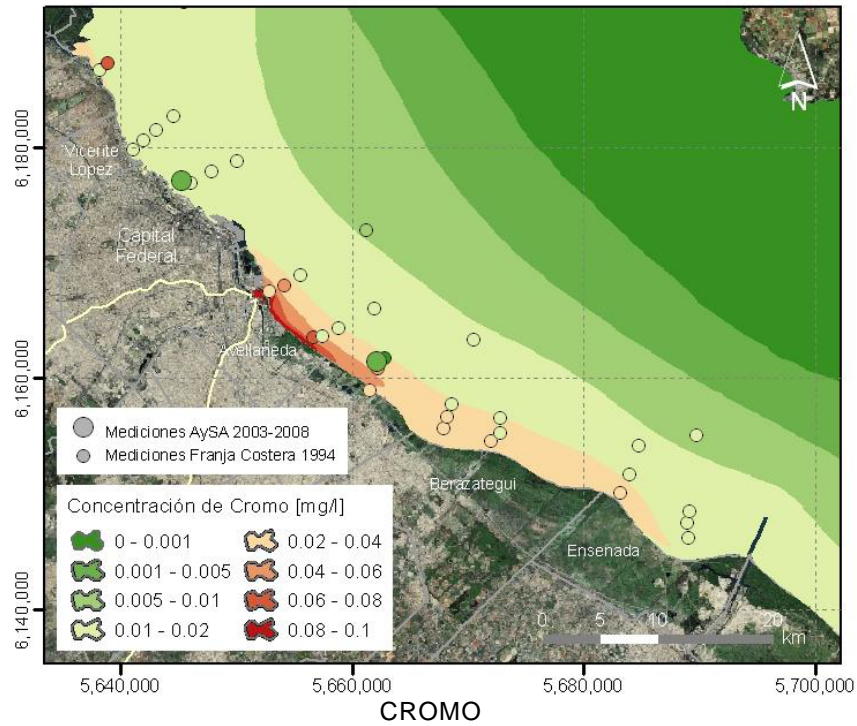 N
6,180,000
6,160,000
6,140,000
Vicente
López
Capital
Federal
Avellaneda
Berazategui
Ensenada
Mediciones AySA 2003-2008
Mediciones Franja Costera 1994
Concentración de Cromo [mg/l]
0 - 0.001
0.001 - 0.005
0.005 - 0.01
0.01 - 0.02
0.02 - 0.04
0.04 - 0.06
0.06 - 0.08
0.08 - 0.1
0 5 10 20
km
5,640,000 5,660,000 5,680,000 5,700,000
CROMO